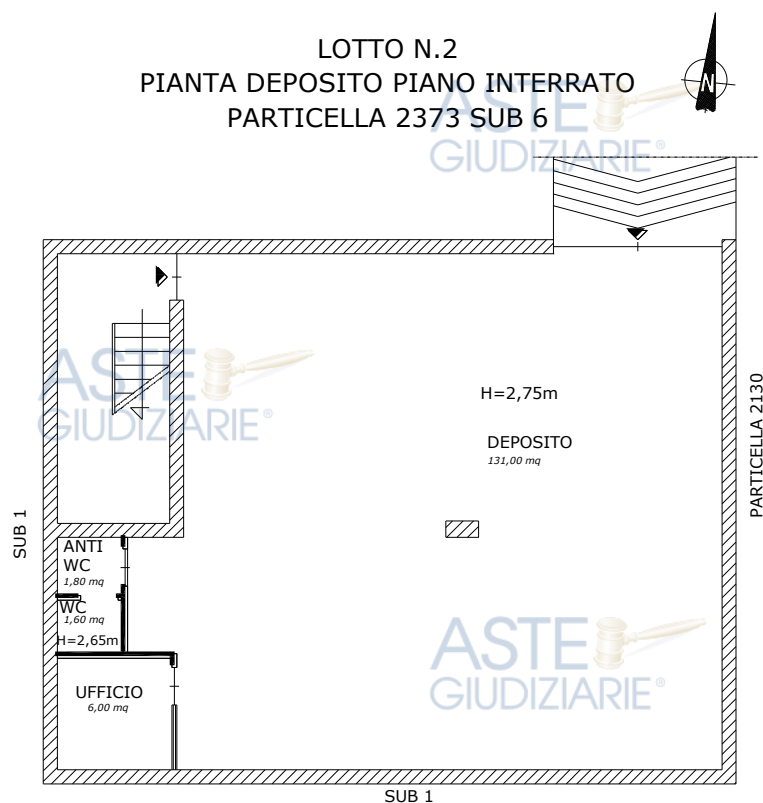 LOTTO N.2
PIANTA DEPOSITO PIANO INTERRATO
PARTICELLA 2373 SUB 6
N
ASTE
GIUDIZIARIE®
ASTE
GIUDIZIARIE®
H=2,75m
DEPOSITO
131,00 mq
PARTICELLA 2130
SUB 1
ANTI
WC
1,80 mq
WC
1,60 mq
H=2,65m
UFFICIO
6,00 mq
ASTE
GIUDIZIARIE®
SUB 1